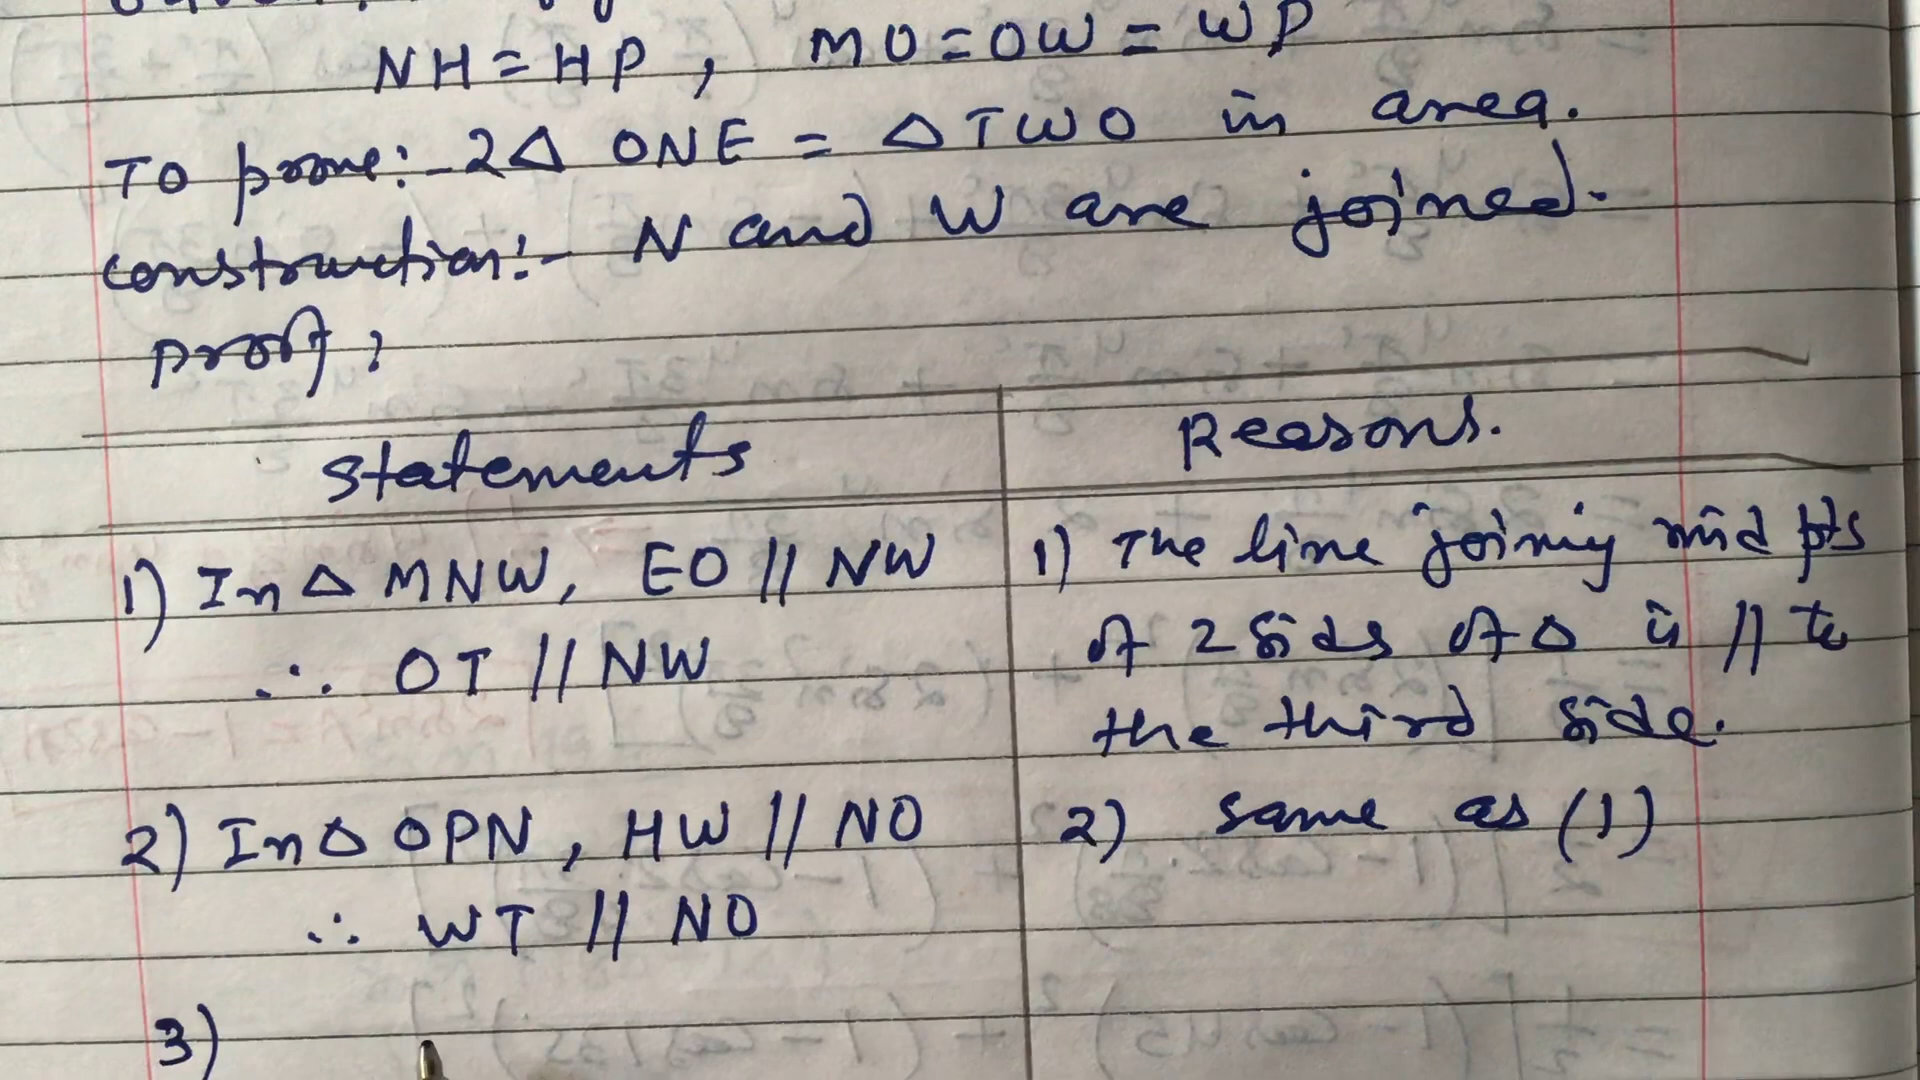 NH = HP , MO = OW = WP
To prove:- 2△ ONE = △TWO in area.
construction:- N and W are joined.
proof :
Statements Reasons.
1) In △ MNW, EO // NW 1) The line joining mid pts
∴ OT // NW of 2 sides of △ is // to
the third side.
2) In △ OPN , HW // NO 2) same as (1)
∴ WT // NO
3)